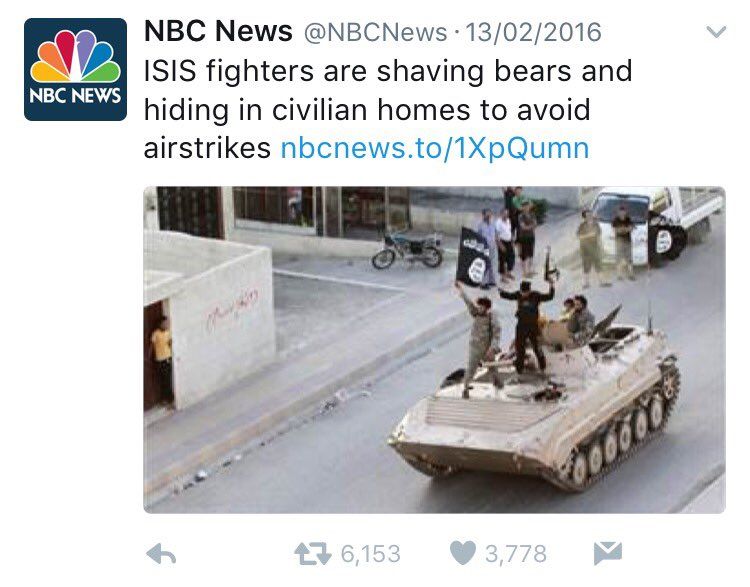 NBC News @NBCNews · 13/02/2016
ISIS fighters are shaving bears and
hiding in civilian homes to avoid
airstrikes nbcnews.to/1XpQumn
NBC NEWS
6,153 3,778